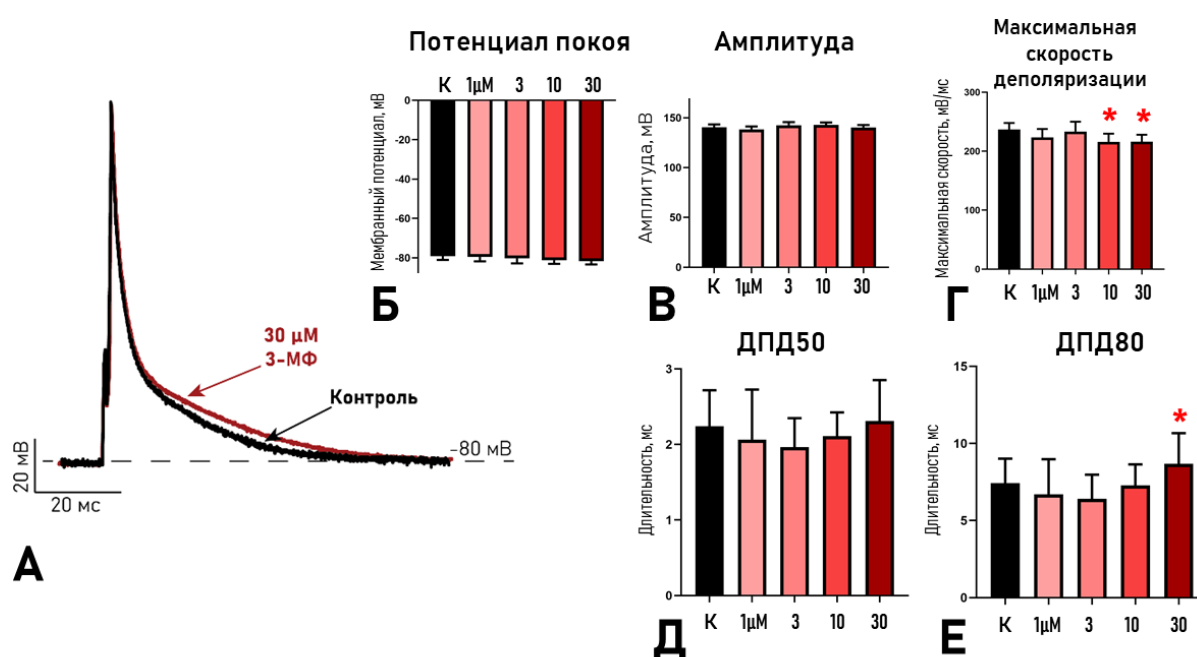 Потенциал покоя
К 1µM 3 10 30
Мембранный потенциал, мВ
0
-20
-40
-60
-80
Б
Амплитуда
Амплитуда, мВ
150
100
50
0
К 1µM 3 10 30
В
Максимальная
скорость
деполяризации
Максимальная скорость, мВ/мс
300
200
100
0
* *
К 1µM 3 10 30
Г
30 µM
3-МФ
Контроль
-80 мВ
20 мВ
20 мс
А
ДПД50
Длительность, мс
3
2
1
0
К 1µM 3 10 30
Д
ДПД80
Длительность, мс
15
10
5
0
*
К 1µM 3 10 30
Е